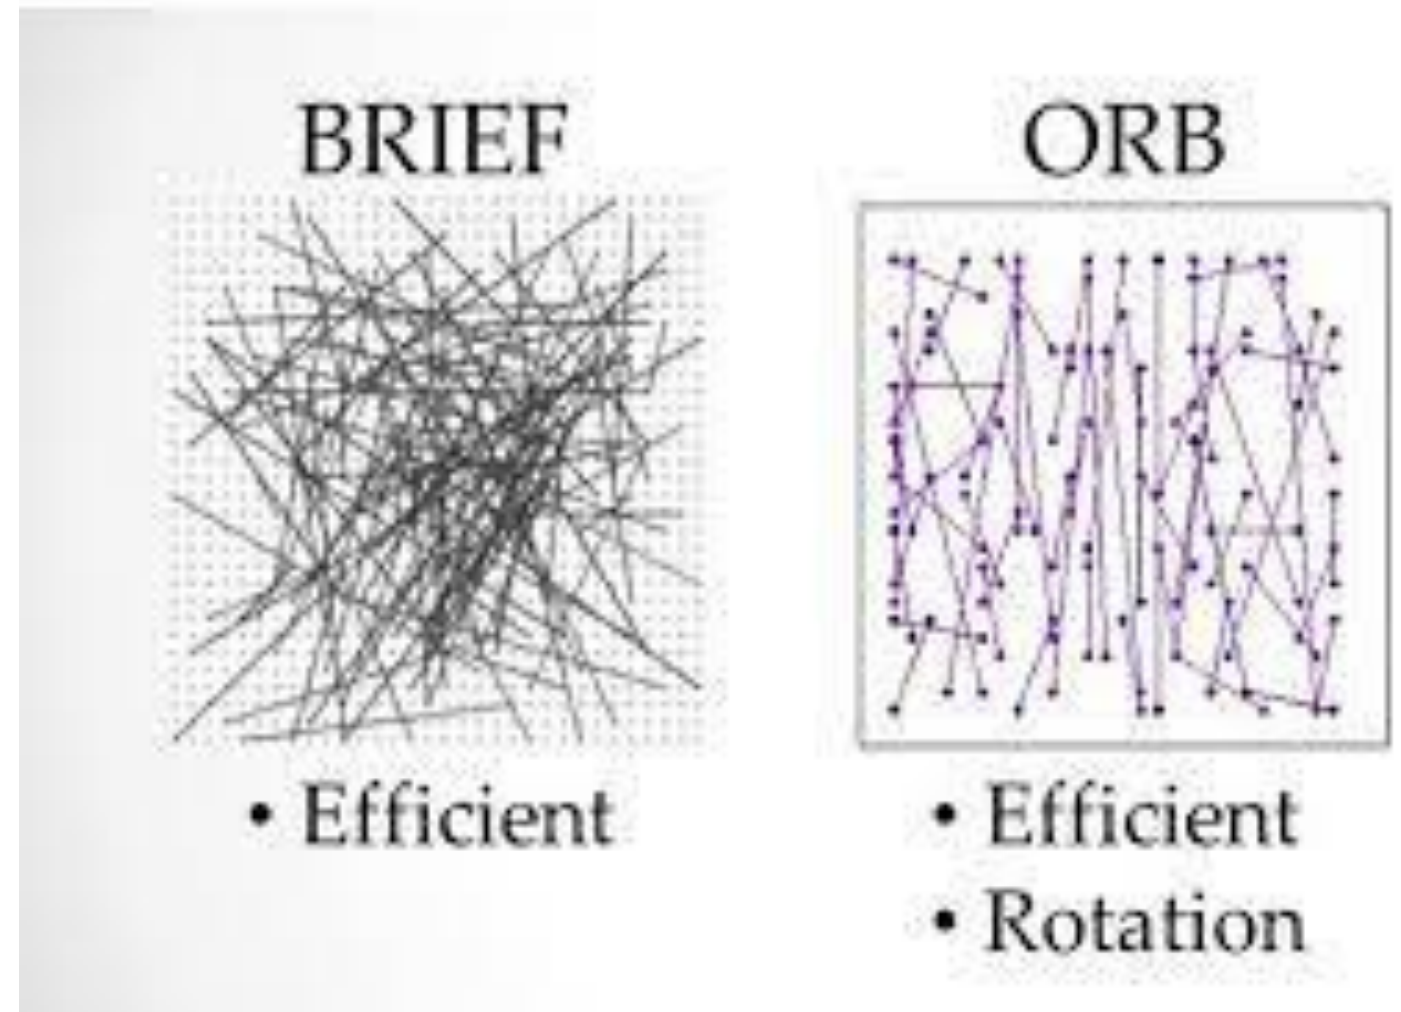 BRIEF
• Efficient
ORB
• Efficient
• Rotation